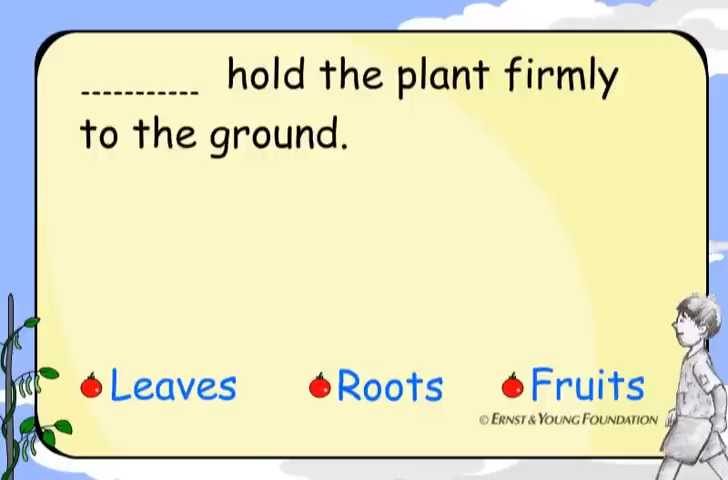 ........... hold the plant firmly
to the ground.
Leaves Roots Fruits
© ERNST & YOUNG FOUNDATION